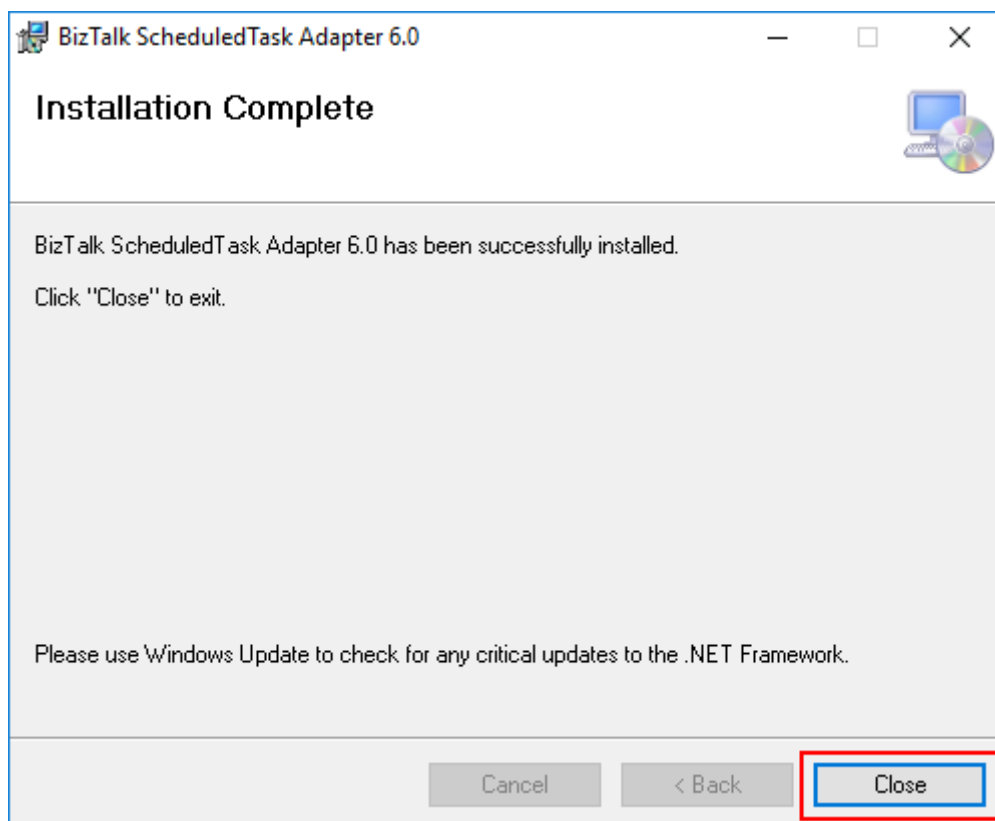 BizTalk ScheduledTask Adapter 6.0
Installation Complete
BizTalk ScheduledTask Adapter 6.0 has been successfully installed.
Click "Close" to exit.
Please use Windows Update to check for any critical updates to the .NET Framework.
Cancel
< Back
Close